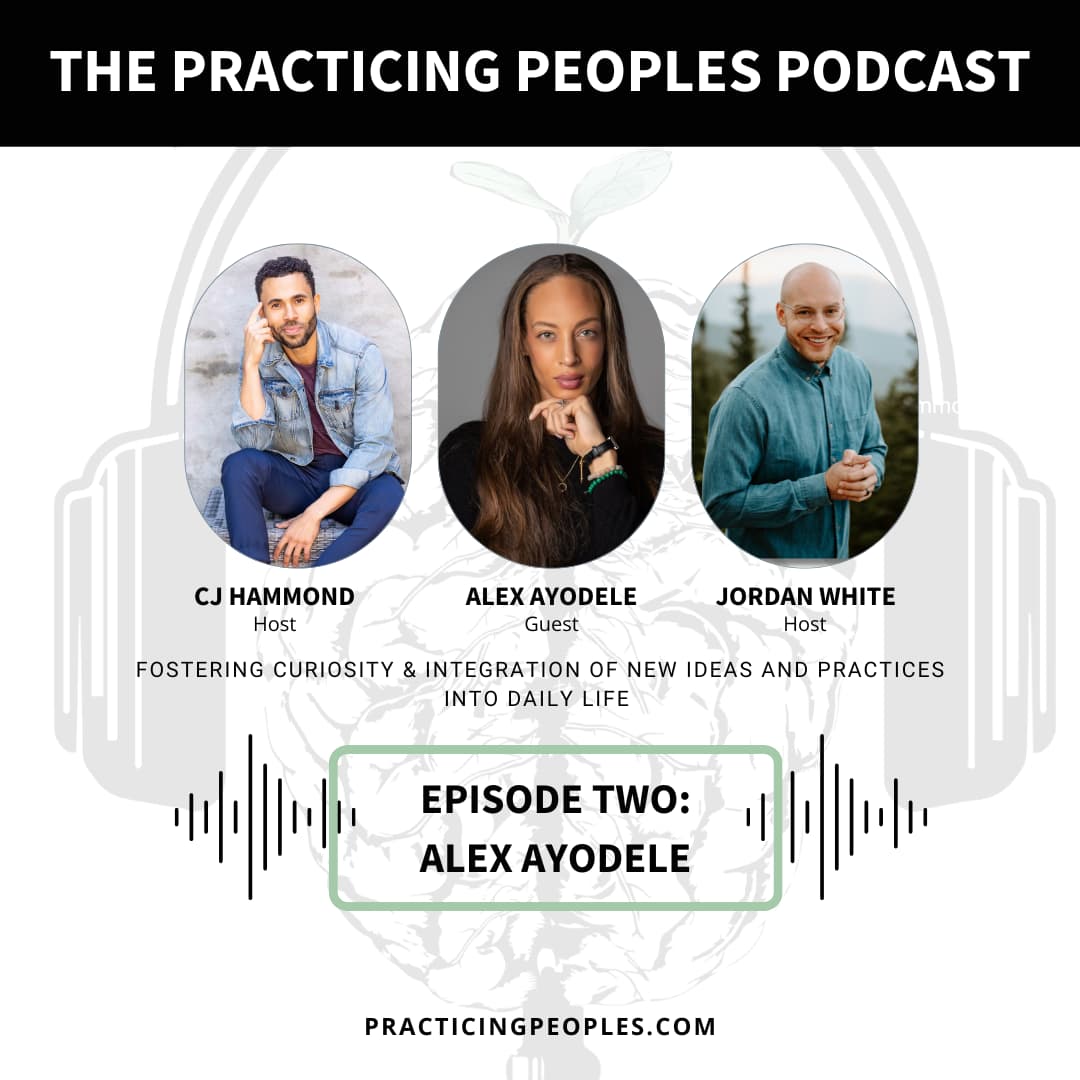 THE PRACTICING PEOPLES PODCAST
CJ HAMMOND
Host
ALEX AYODELE
Guest
JORDAN WHITE
Host
FOSTERING CURIOSITY & INTEGRATION OF NEW IDEAS AND PRACTICES
INTO DAILY LIFE
EPISODE TWO:
ALEX AYODELE
PRACTICINGPEOPLES.COM